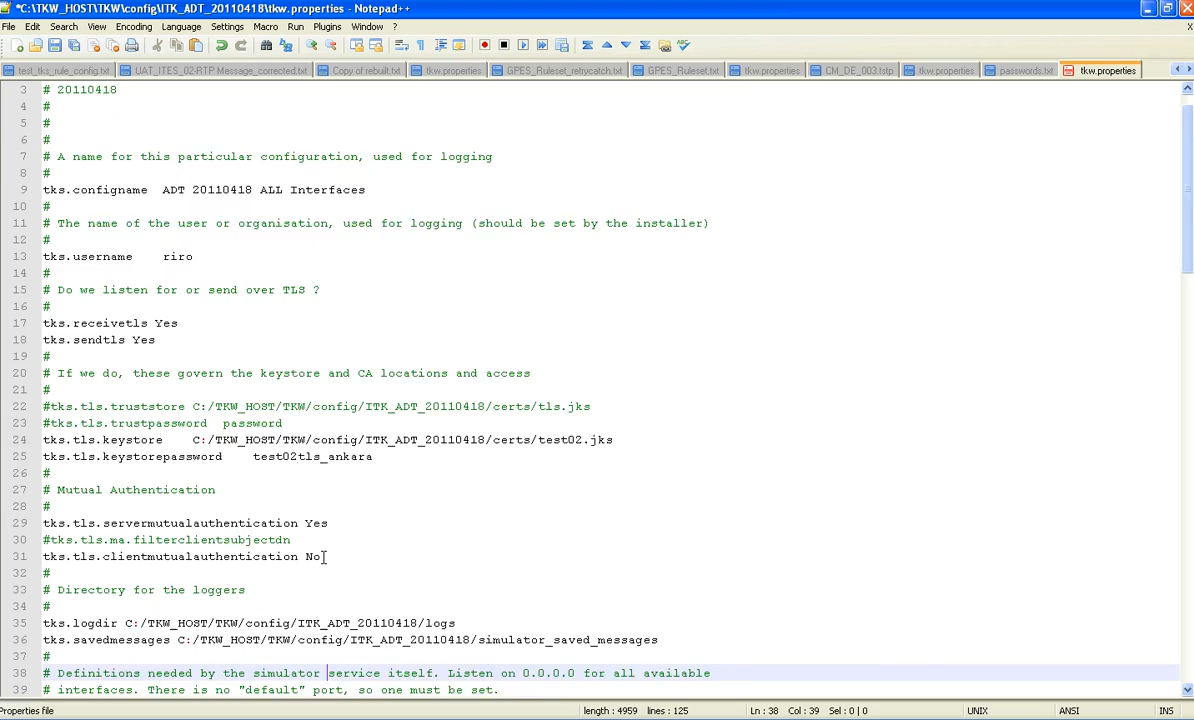 *C:\TKW_HOST\TKW\config\ITK_ADT_20110418\tkw.properties - Notepad++
File Edit Search View Encoding Language Settings Macro Run Plugins Window ? X
test_tks_rule_config.txt UAT_ITES_02-RTP Message_corrected.txt Copy of rebuilt.txt tkw.properties GPES_Ruleset_retrycatch.txt GPES_Ruleset.txt tkw.properties CM_DE_003.tstp tkw.properties passwords.txt tkw.properties
3 # 20110418
4 #
5 #
6 #
7 # A name for this particular configuration, used for logging
8 #
9 tks.configname ADT 20110418 ALL Interfaces
10 #
11 # The name of the user or organisation, used for logging (should be set by the installer)
12 #
13 tks.username riro
14 #
15 # Do we listen for or send over TLS ?
16 #
17 tks.receivetls Yes
18 tks.sendtls Yes
19 #
20 # If we do, these govern the keystore and CA locations and access
21 #
22 #tks.tls.truststore C:/TKW_HOST/TKW/config/ITK_ADT_20110418/certs/tls.jks
23 #tks.tls.trustpassword password
24 tks.tls.keystore C:/TKW_HOST/TKW/config/ITK_ADT_20110418/certs/test02.jks
25 tks.tls.keystorepassword test02tls_ankara
26 #
27 # Mutual Authentication
28 #
29 tks.tls.servermutualauthentication Yes
30 #tks.tls.ma.filterclientsubjectdn
31 tks.tls.clientmutualauthentication No
32 #
33 # Directory for the loggers
34 #
35 tks.logdir C:/TKW_HOST/TKW/config/ITK_ADT_20110418/logs
36 tks.savedmessages C:/TKW_HOST/TKW/config/ITK_ADT_20110418/simulator_saved_messages
37 #
38 # Definitions needed by the simulator service itself. Listen on 0.0.0.0 for all available
39 # interfaces. There is no "default" port, so one must be set.
Properties file length : 4959 lines : 125 Ln : 38 Col : 39 Sel : 0 | 0 UNIX ANSI INS